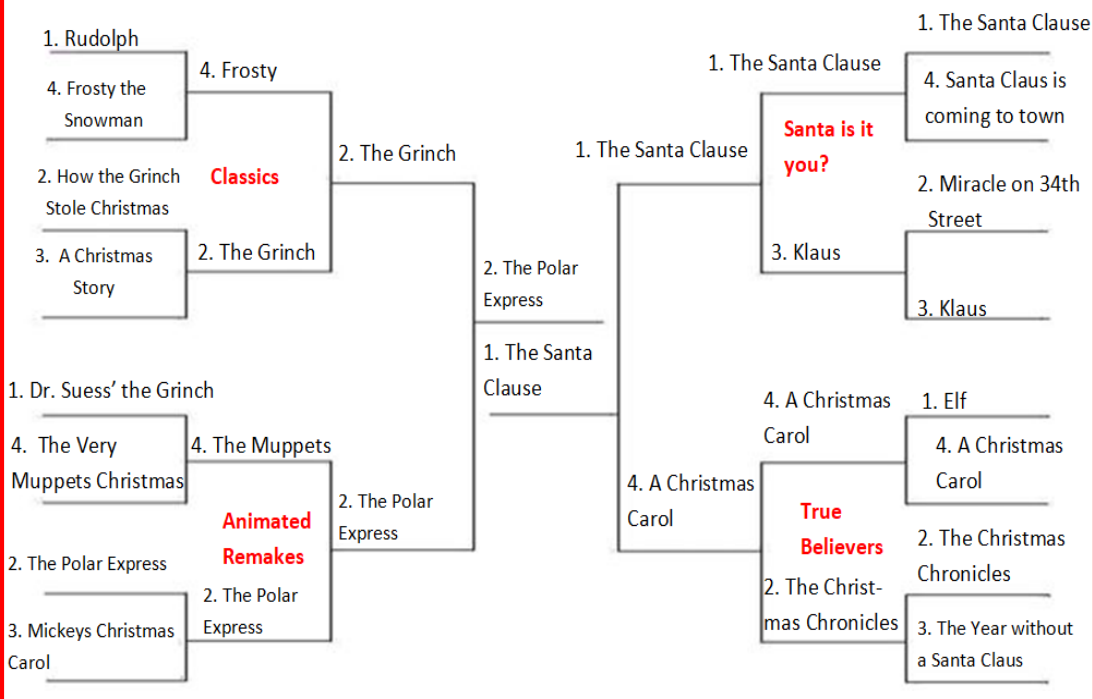 1. Rudolph
4. Frosty the
Snowman
2. How the Grinch
Stole Christmas
3. A Christmas
Story
4. Frosty
Classics
2. The Grinch
2. The Grinch
1. Dr. Suess’ the Grinch
4. The Very
Muppets Christmas
2. The Polar Express
3. Mickeys Christmas
Carol
4. The Muppets
Animated
Remakes
2. The Polar
Express
2. The Polar
Express
2. The Polar
Express
1. The Santa
Clause
1. The Santa Clause
4. A Christmas
Carol
1. The Santa Clause
Santa is it
you?
3. Klaus
4. A Christmas
Carol
True
Believers
2. The Christ-
mas Chronicles
1. The Santa Clause
4. Santa Claus is
coming to town
2. Miracle on 34th
Street
3. Klaus
1. Elf
4. A Christmas
Carol
2. The Christmas
Chronicles
3. The Year without
a Santa Claus